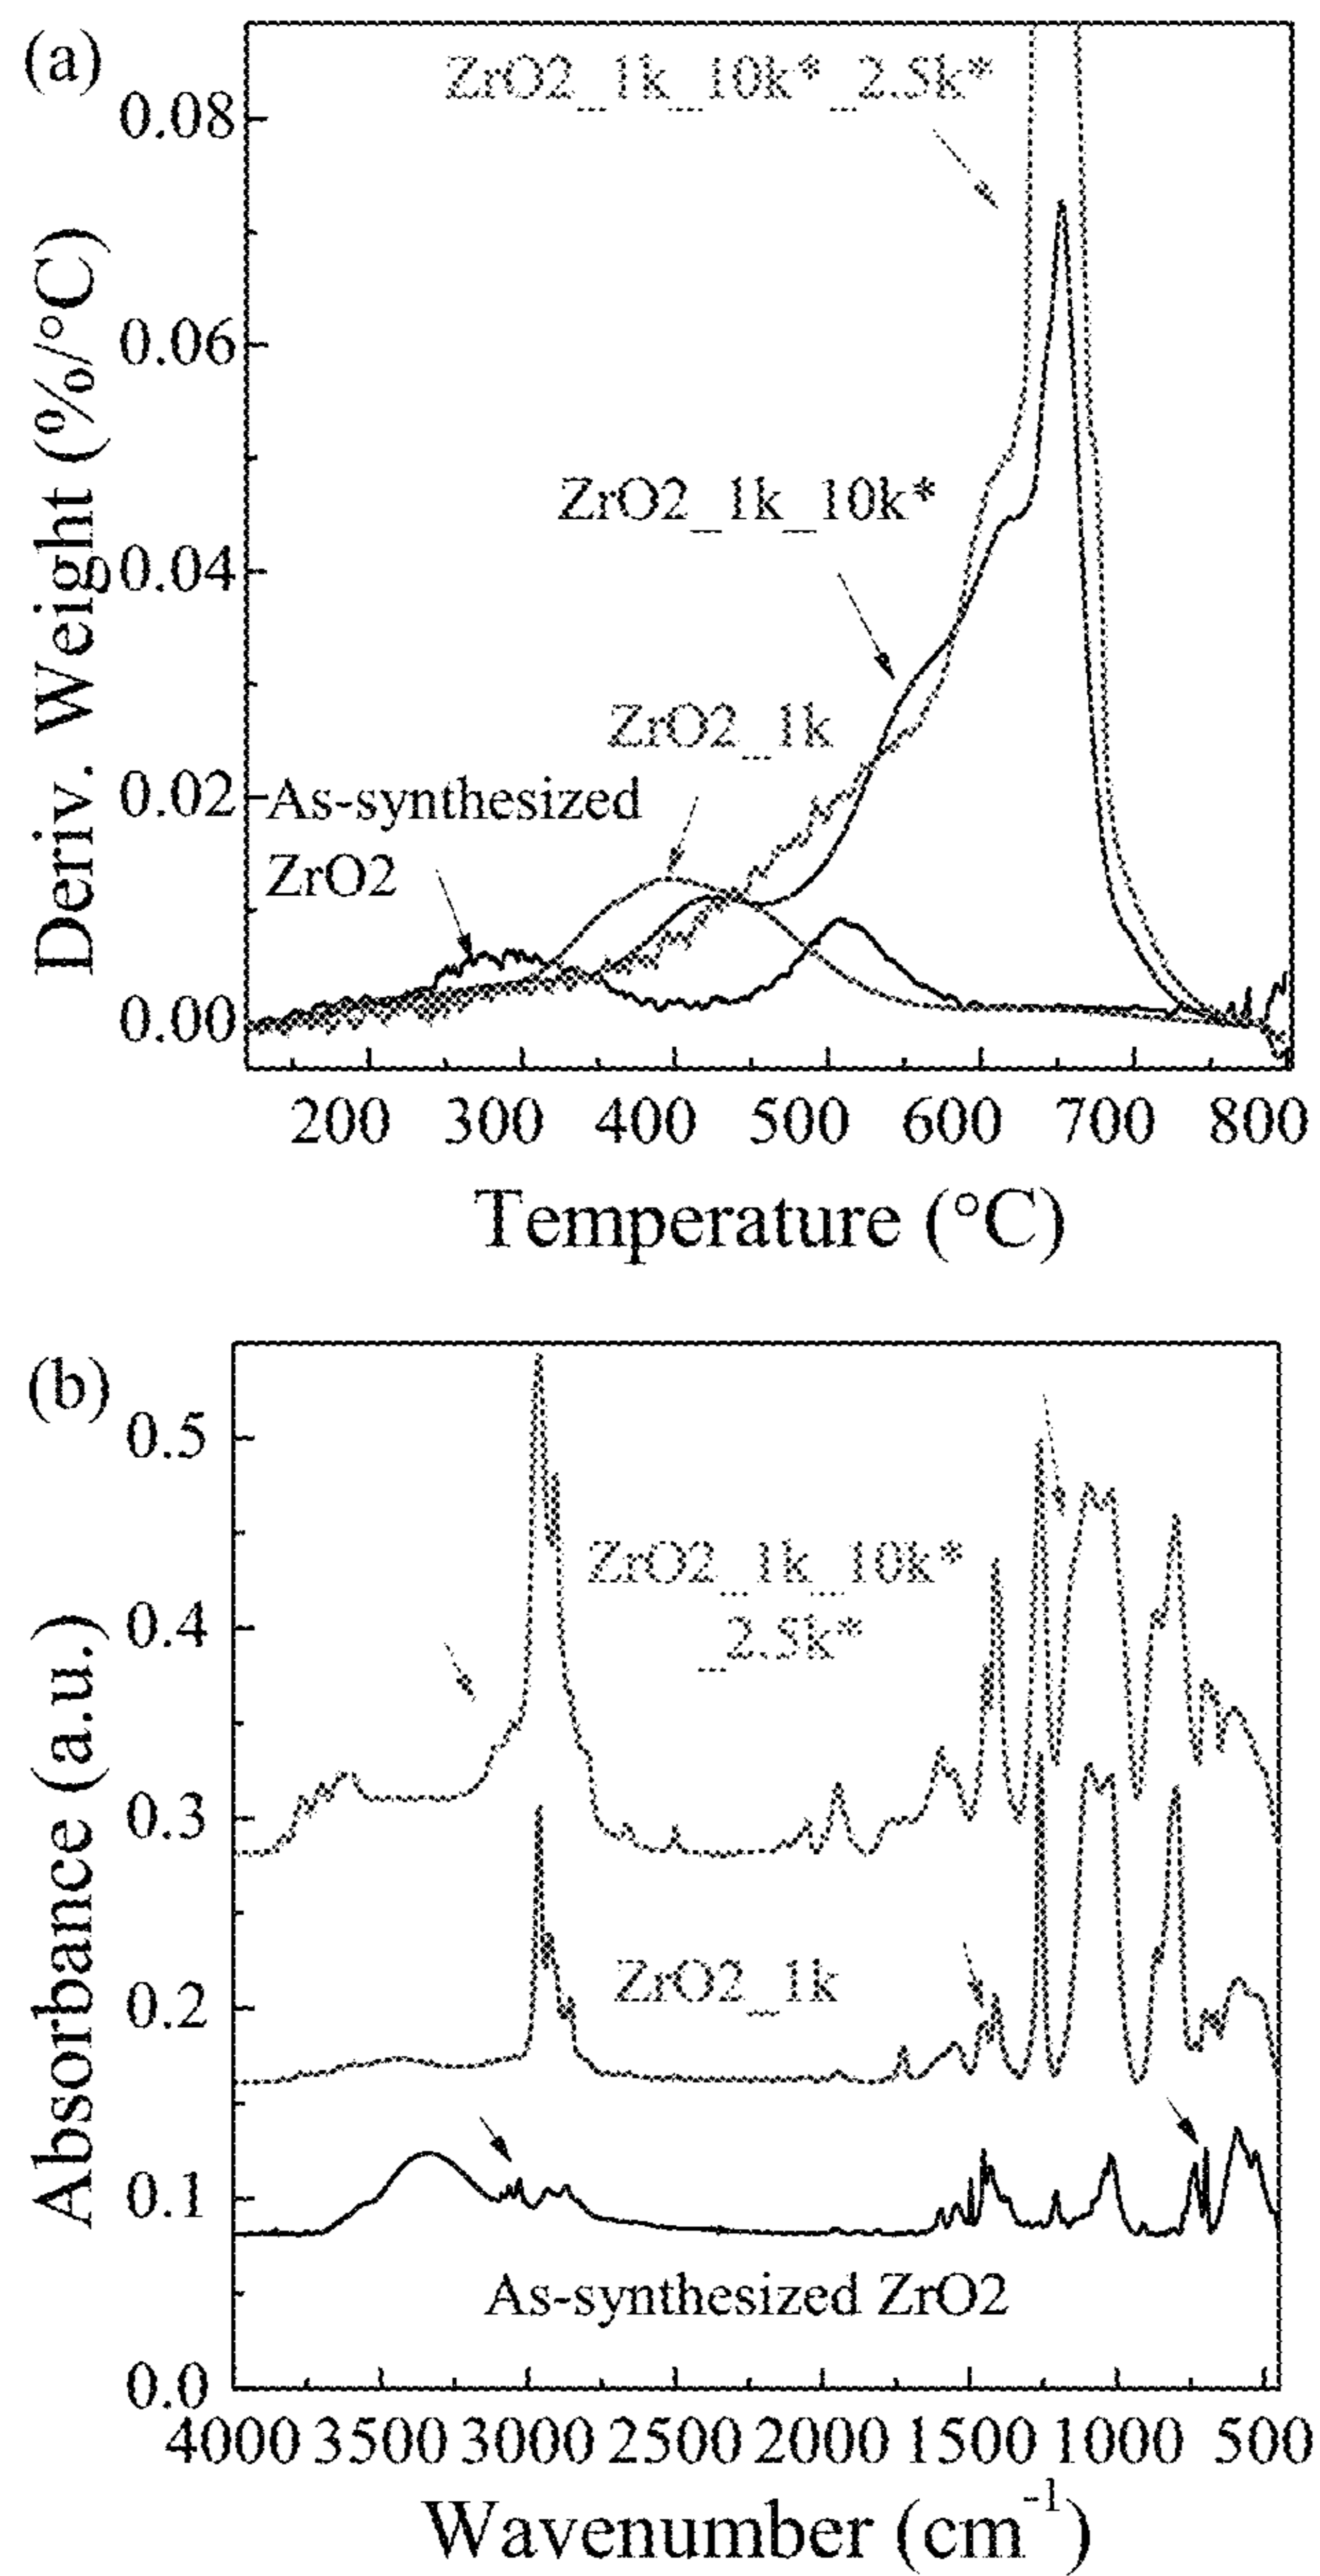 (a)
ZrO2_1k_10k*_2.5k*
0.08
0.06
ZrO2_1k_10k*
0.04
ZrO2_1k
0.02
As-synthesized
ZrO2
0.00
200 300 400 500 600 700 800
Deriv. Weight (%/°C)
Temperature (°C)
(b)
0.5
ZrO2_1k_10k*
_2.5k*
0.4
0.3
ZrO2_1k
0.2
0.1
As-synthesized ZrO2
0.0
4000 3500 3000 2500 2000 1500 1000 500
Absorbance (a.u.)
Wavenumber (cm-1)